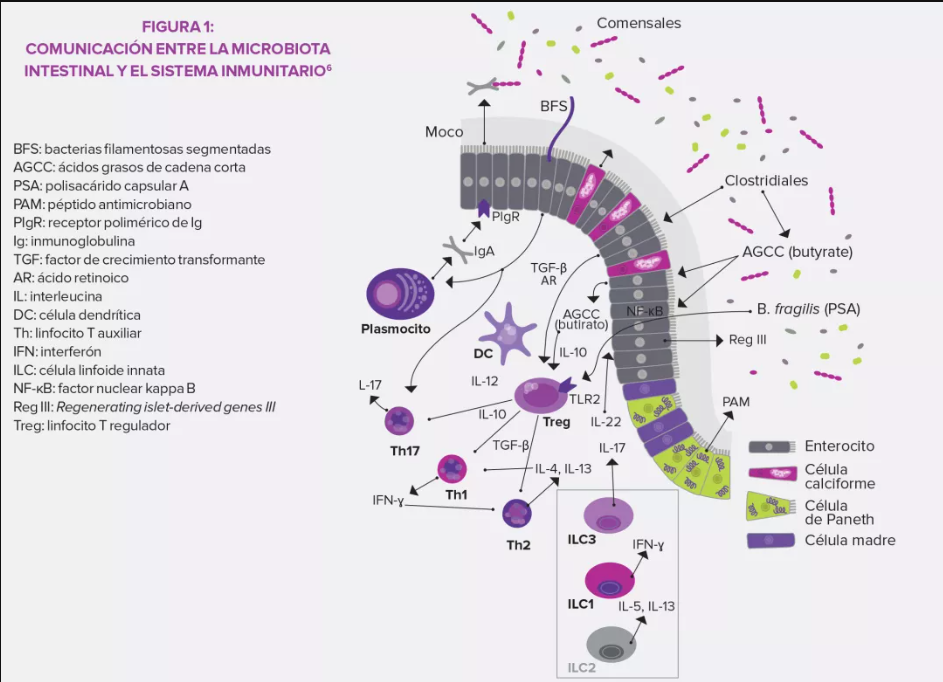 FIGURA 1:
COMUNICACIÓN ENTRE LA MICROBIOTA
INTESTINAL Y EL SISTEMA INMUNITARIO⁶
BFS: bacterias filamentosas segmentadas
AGCC: ácidos grasos de cadena corta
PSA: polisacárido capsular A
PAM: péptido antimicrobiano
PIgR: receptor polimérico de Ig
Ig: inmunoglobulina
TGF: factor de crecimiento transformante
AR: ácido retinoico
IL: interleucina
DC: célula dendrítica
Th: linfocito T auxiliar
IFN: interferón
ILC: célula linfoide innata
NF-κB: factor nuclear kappa B
Reg III: Regenerating islet-derived genes III
Treg: linfocito T regulador
Comensales
BFS
Moco
Clostridiales
PIgR
IgA
AGCC (butyrate)
TGF-β
AR
Plasmocito
AGCC
(butirato)
NF-κB
B. fragilis (PSA)
Reg III
DC
IL-10
IL-12
L-17
TLR2
Treg
IL-10
IL-22
PAM
Th17
TGF-β
IL-17
Th1
IL-4, IL-13
IFN-γ
Th2
ILC3
IFN-γ
ILC1
IL-5, IL-13
ILC2
Enterocito
Célula
calciforme
Célula
de Paneth
Célula madre